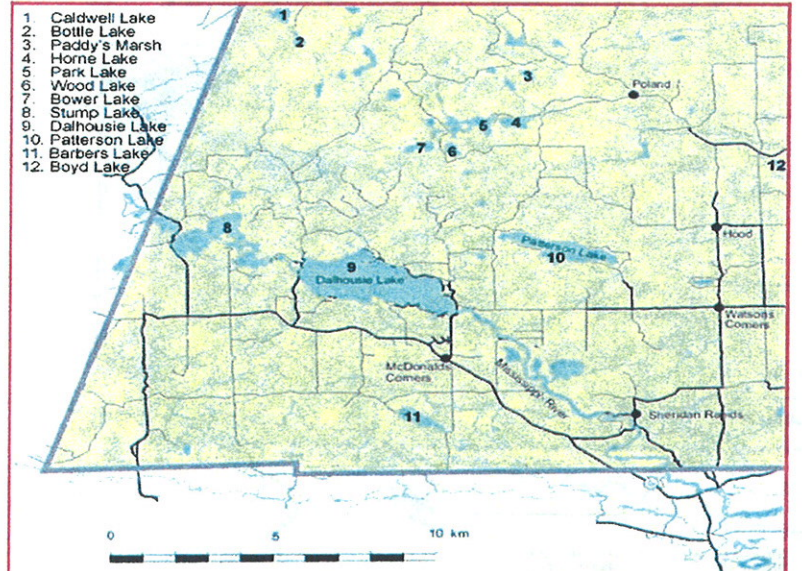 1. Caldwell Lake
2. Bottle Lake
3. Paddy's Marsh
4. Horne Lake
5. Park Lake
6. Wood Lake
7. Bower Lake
8. Stump Lake
9. Dalhousie Lake
10. Patterson Lake
11. Barbers Lake
12. Boyd Lake
1
2
3
Poland
5
4
7
6
12
8
Hood
Patterson Lake
10
9
Dalhousie Lake
Watsons
Corners
McDonalds
Corners
Mississippi River
11
Sheridan Rapids
0
5
10 km